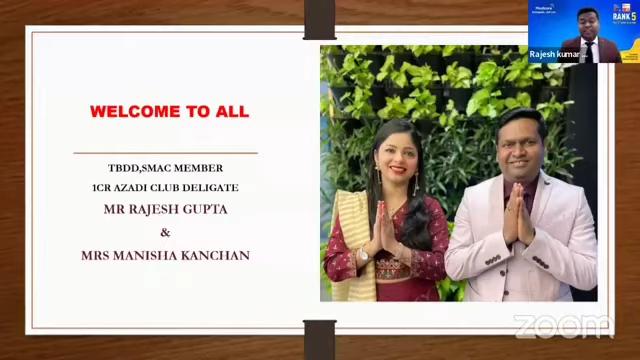 WELCOME TO ALL
TBDD,SMAC MEMBER
1CR AZADI CLUB DELIGATE
MR RAJESH GUPTA
&
MRS MANISHA KANCHAN
RANK 5
Rajesh kumar ...
zoom